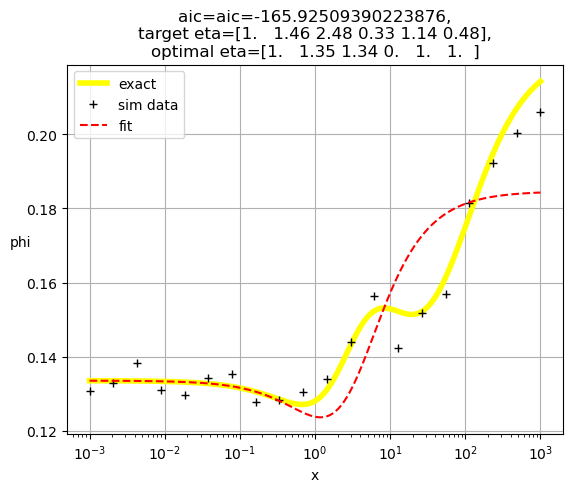 aic=aic=-165.92509390223876,
target eta=[1.   1.46 2.48 0.33 1.14 0.48],
optimal eta=[1.   1.35 1.34 0.   1.   1.  ]
exact
sim data
fit
0.20
0.18
phi
0.16
0.14
0.12
10⁻³ 10⁻² 10⁻¹ 10⁰ 10¹ 10² 10³
x